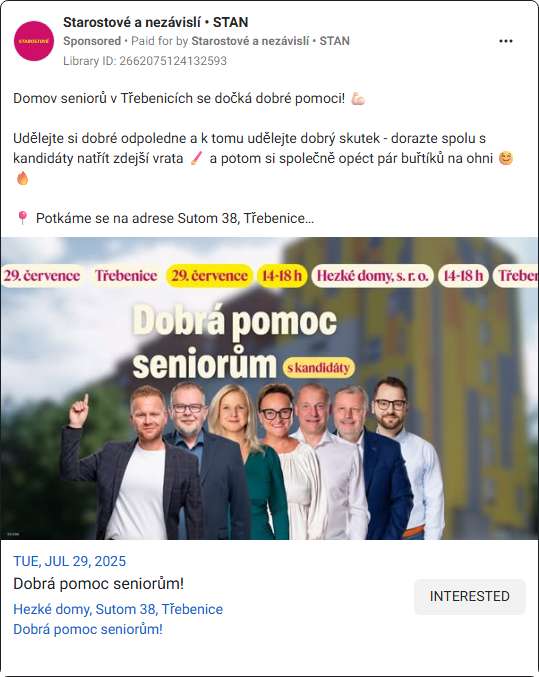 Starostové a nezávislí • STAN
Sponsored • Paid for by Starostové a nezávislí • STAN
Library ID: 2662075124132593
STAROSTOVÉ
Domov seniorů v Třebenicích se dočká dobré pomoci! 💪🏻
Udělejte si dobré odpoledne a k tomu udělejte dobrý skutek - dorazte spolu s
kandidáty natřít zdejší vrata 🖌️ a potom si společně opéct pár buřtíků na ohni 😊
🔥
📍 Potkáme se na adrese Sutom 38, Třebenice…
29. července Třebenice 29. července 14-18 h Hezké domy, s. r. o. 14-18 h Třeben
Dobrá pomoc
seniorům s kandidáty
TUE, JUL 29, 2025
Dobrá pomoc seniorům!
INTERESTED
Hezké domy, Sutom 38, Třebenice
Dobrá pomoc seniorům!